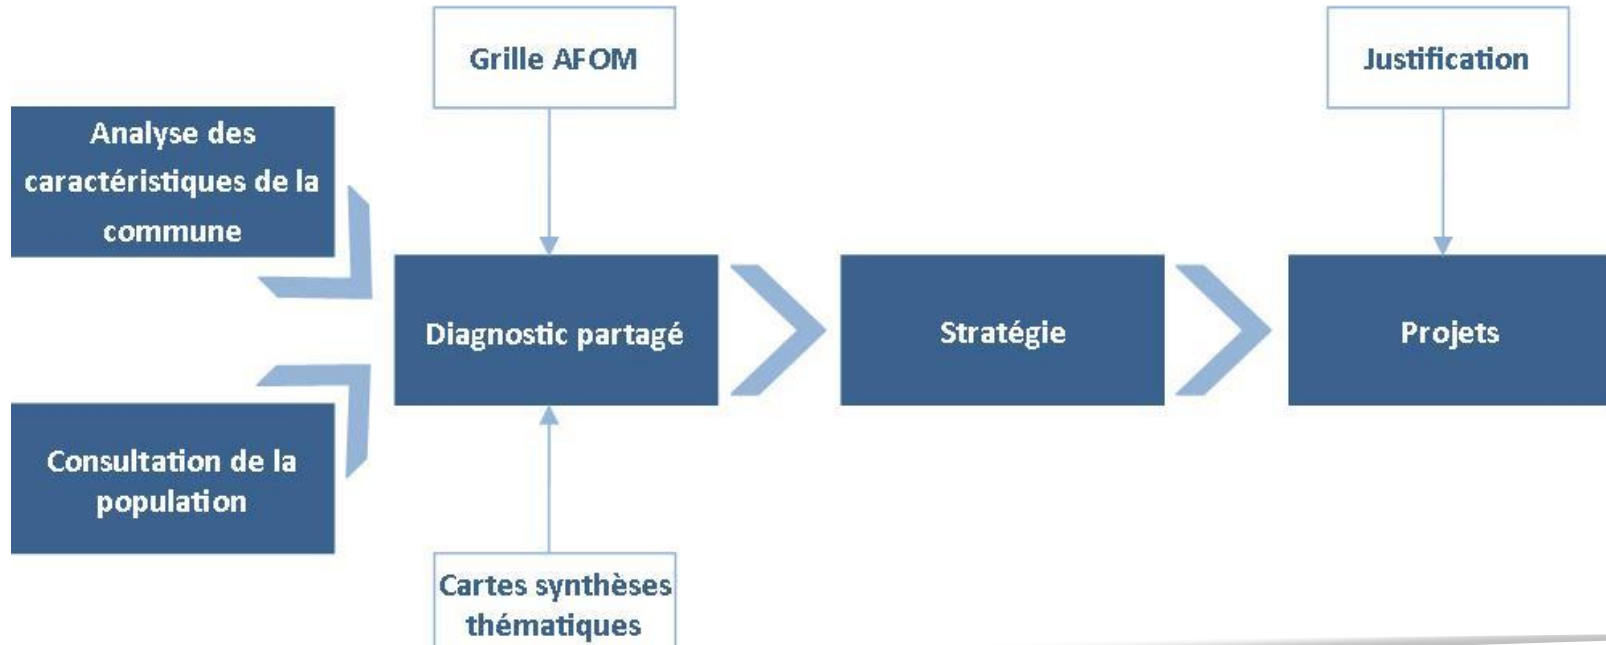 Grille AFOM
Justification
Analyse des
caractéristiques de la
commune
Diagnostic partagé
Stratégie
Projets
Consultation de la
population
Cartes synthèses
thématiques